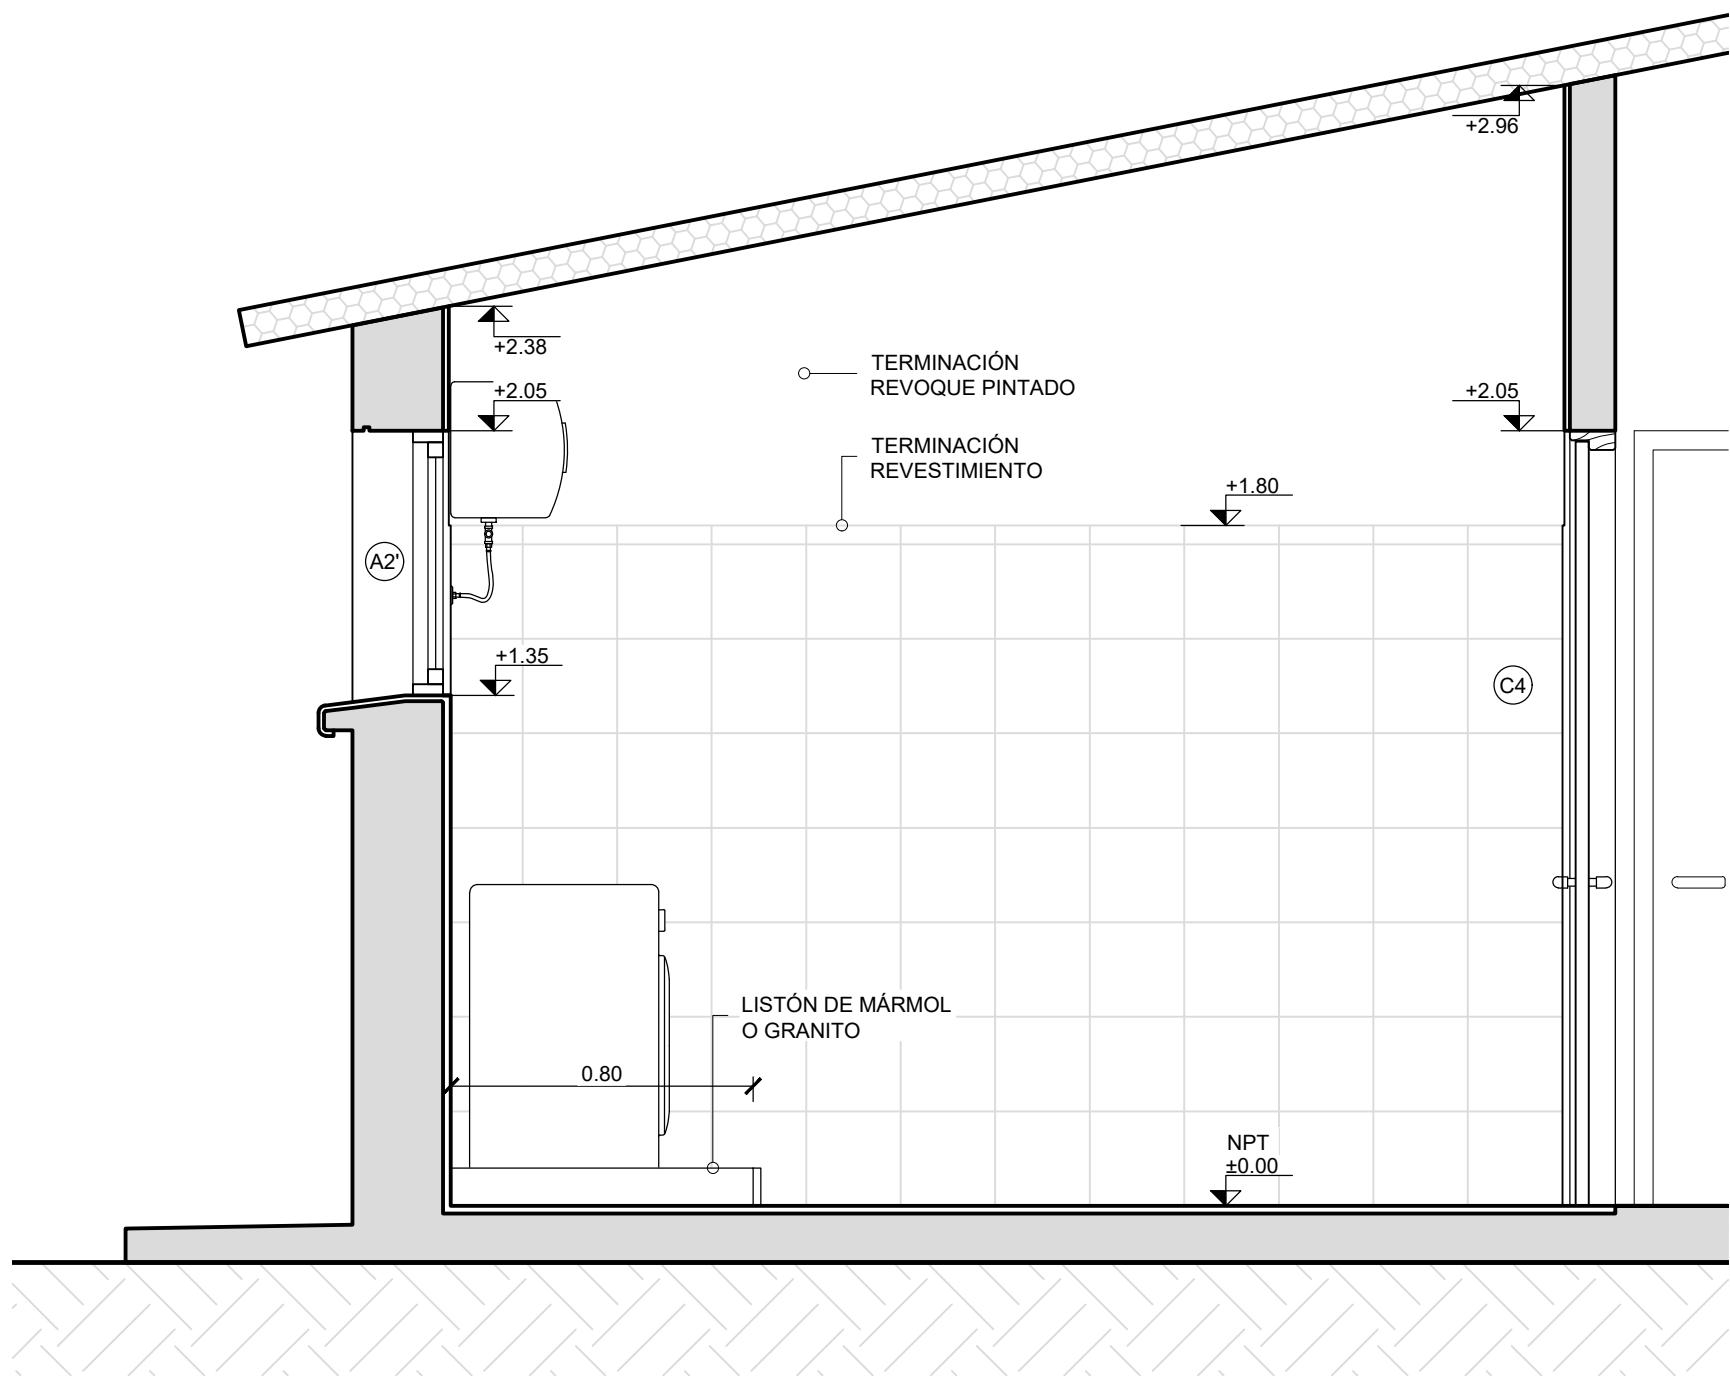 +2.96
+2.38
TERMINACIÓN
REVOQUE PINTADO
+2.05
+2.05
TERMINACIÓN
REVESTIMIENTO
+1.80
A2'
+1.35
C4
LISTÓN DE MÁRMOL
O GRANITO
0.80
NPT
±0.00